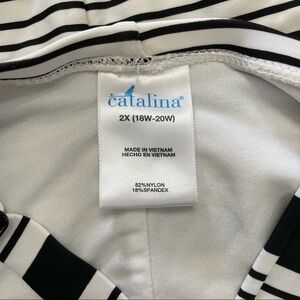 catalina®
2X (18W-20W)
MADE IN VIETNAM
HECHO EN VIETNAM
82%NYLON
18%SPANDEX